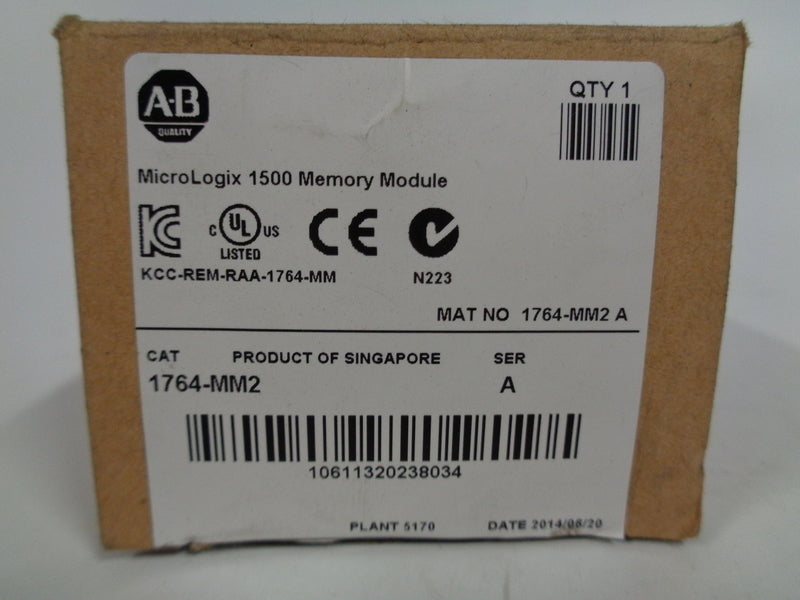 A-B
QUALITY
QTY 1
MicroLogix 1500 Memory Module
C UL US
LISTED
CE
KCC-REM-RAA-1764-MM
N223
MAT NO 1764-MM2 A
CAT PRODUCT OF SINGAPORE SER
1764-MM2 A
10611320238034
PLANT 5170 DATE 2014/06/20